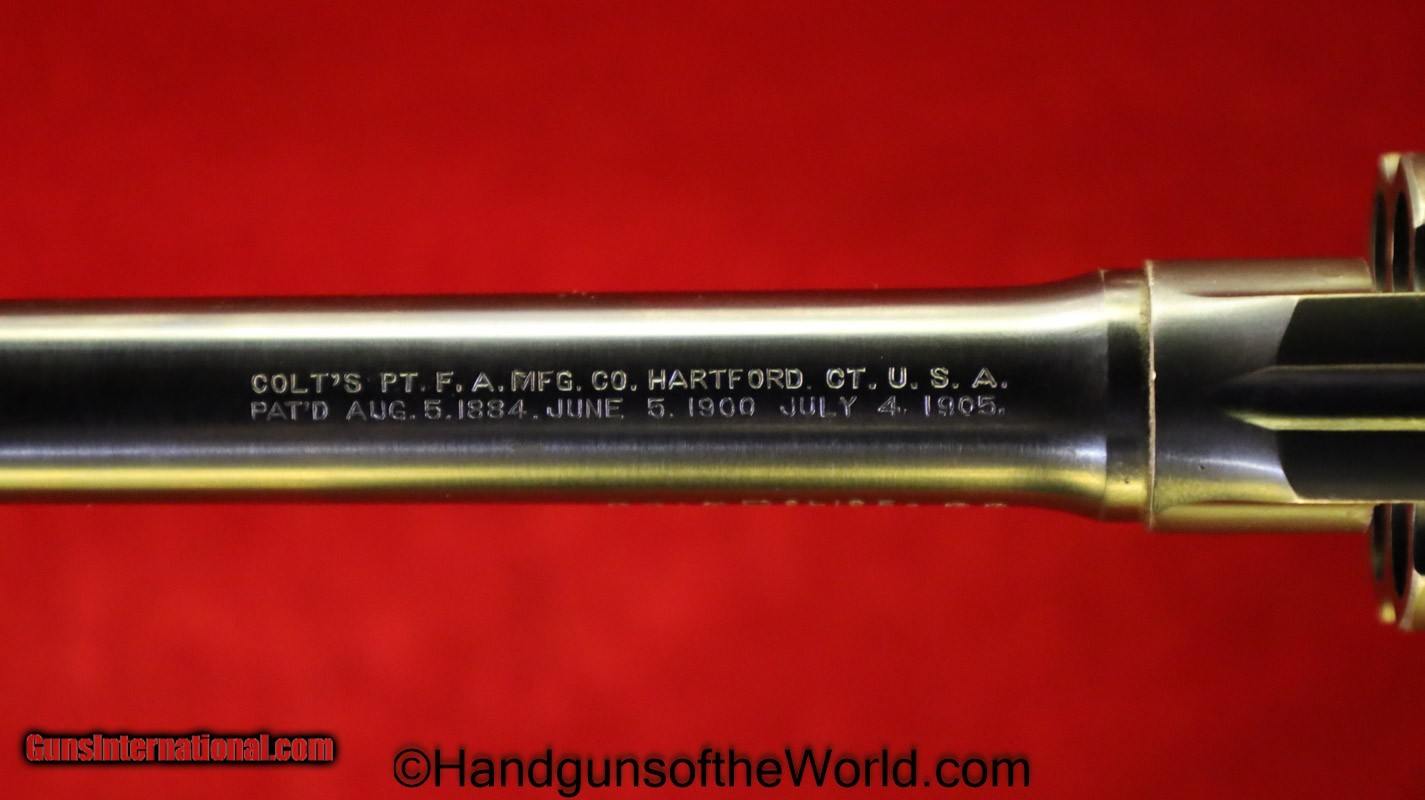 COLT'S PT. F. A. MFG. CO. HARTFORD. CT. U. S. A.
PAT'D AUG. 5. 1884. JUNE 5. 1900 JULY 4. 1905.
GunsInternational.com
©HandgunsoftheWorld.com